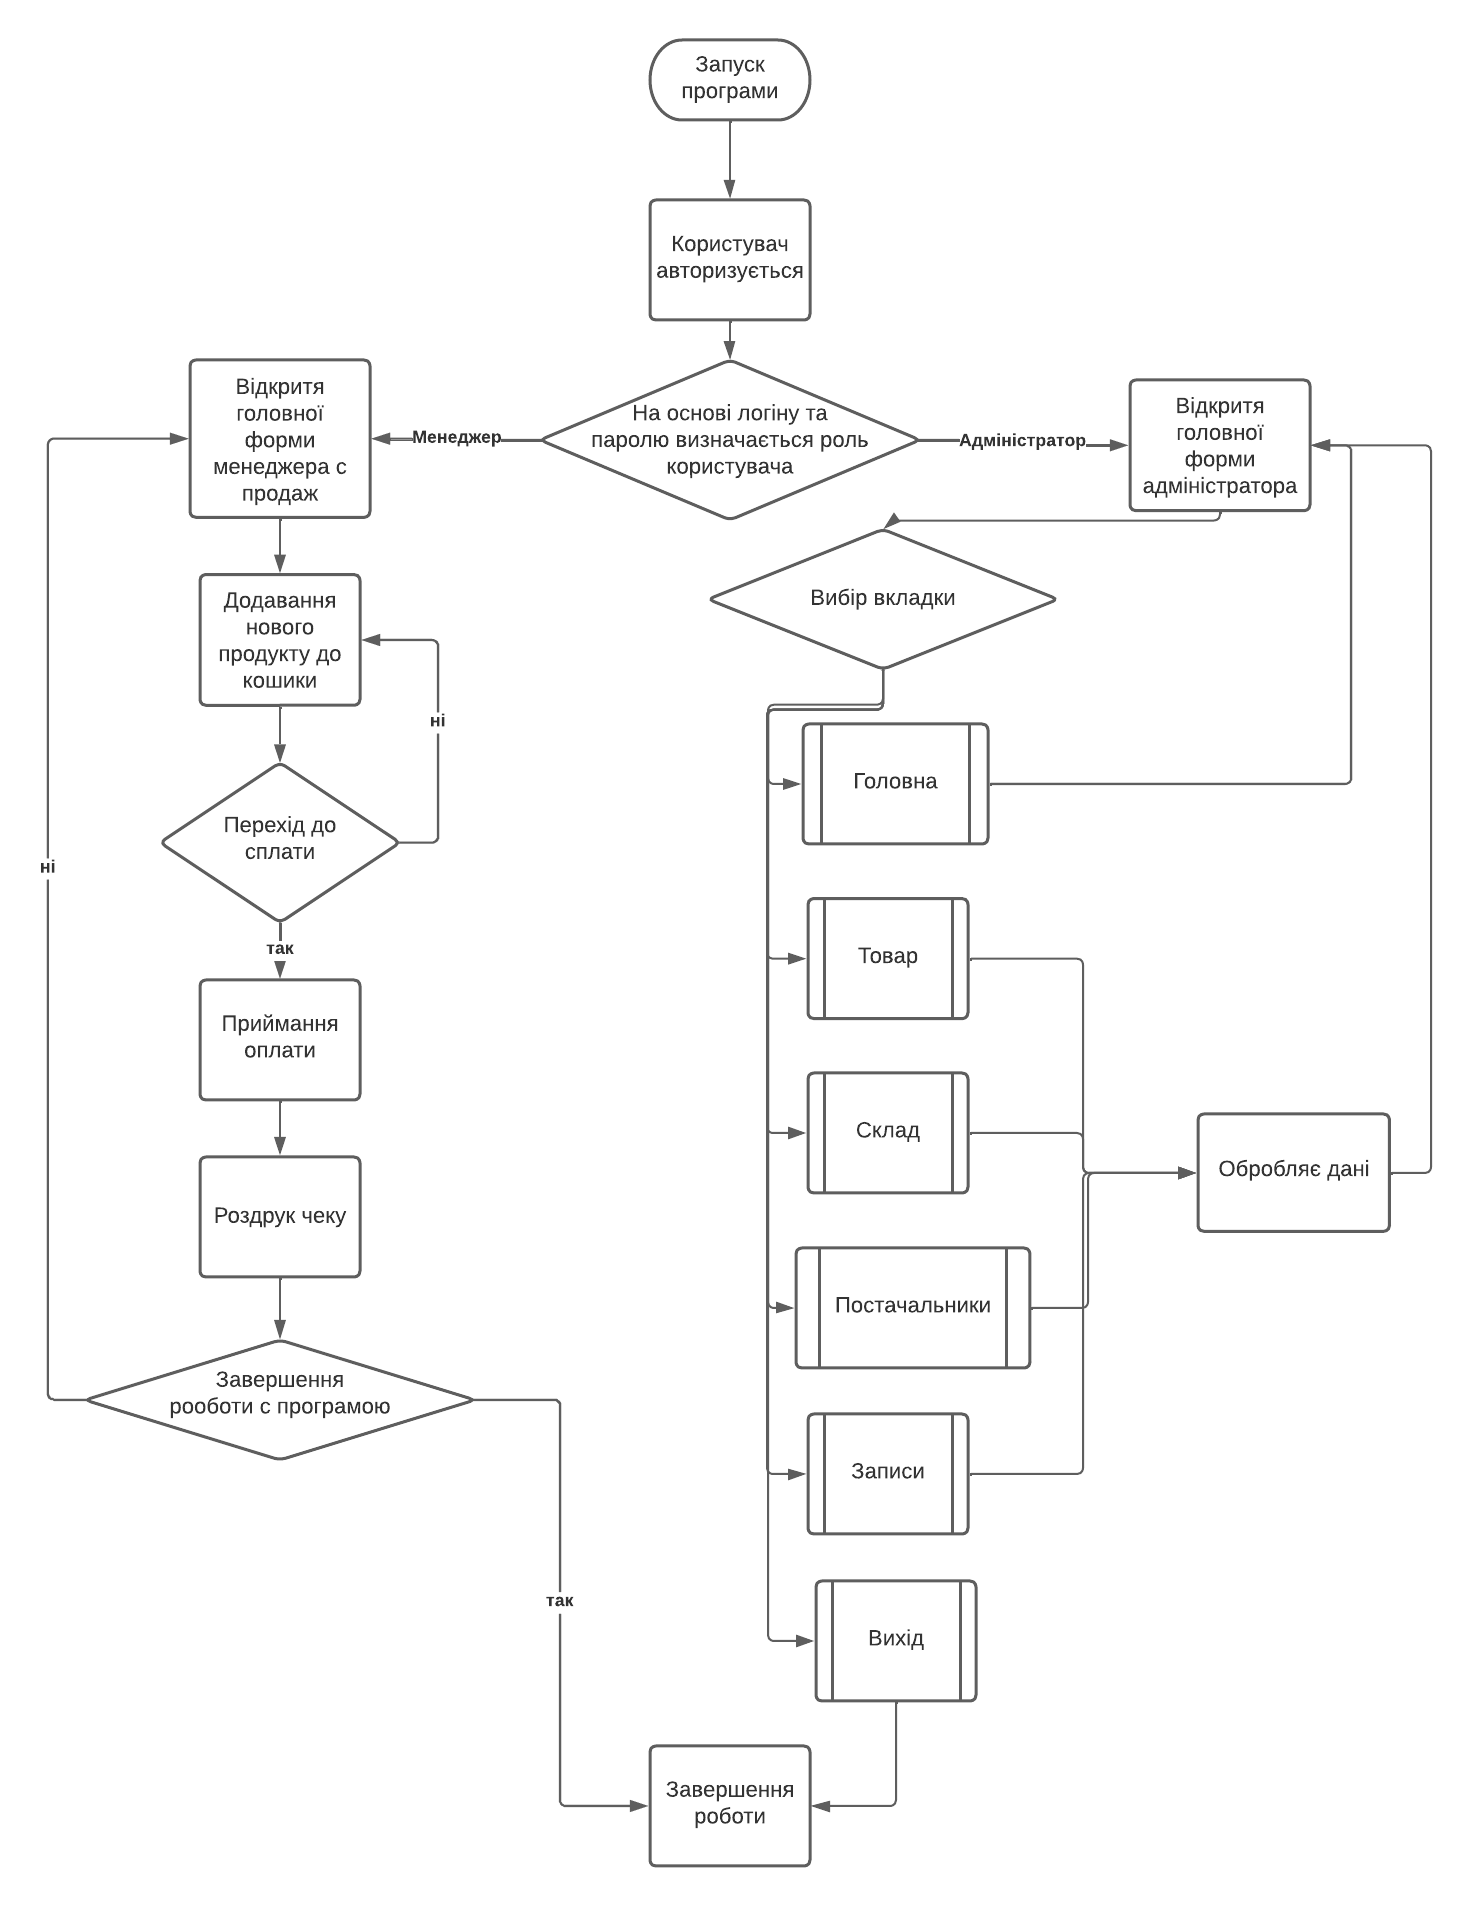 Запуск
програми
Користувач
авторизується
На основі логіну та
паролю визначається роль
користувача
Менеджер
Адміністратор
Відкритя
головної
форми
менеджера с
продаж
Додавання
нового
продукту до
кошики
ні
Перехід до
сплати
ні
так
Приймання
оплати
Роздрук чеку
Завершення
рооботи с програмою
так
Відкритя
головної
форми
адміністратора
Вибір вкладки
Головна
Товар
Склад
Обробляє дані
Постачальники
Записи
Вихід
Завершення
роботи